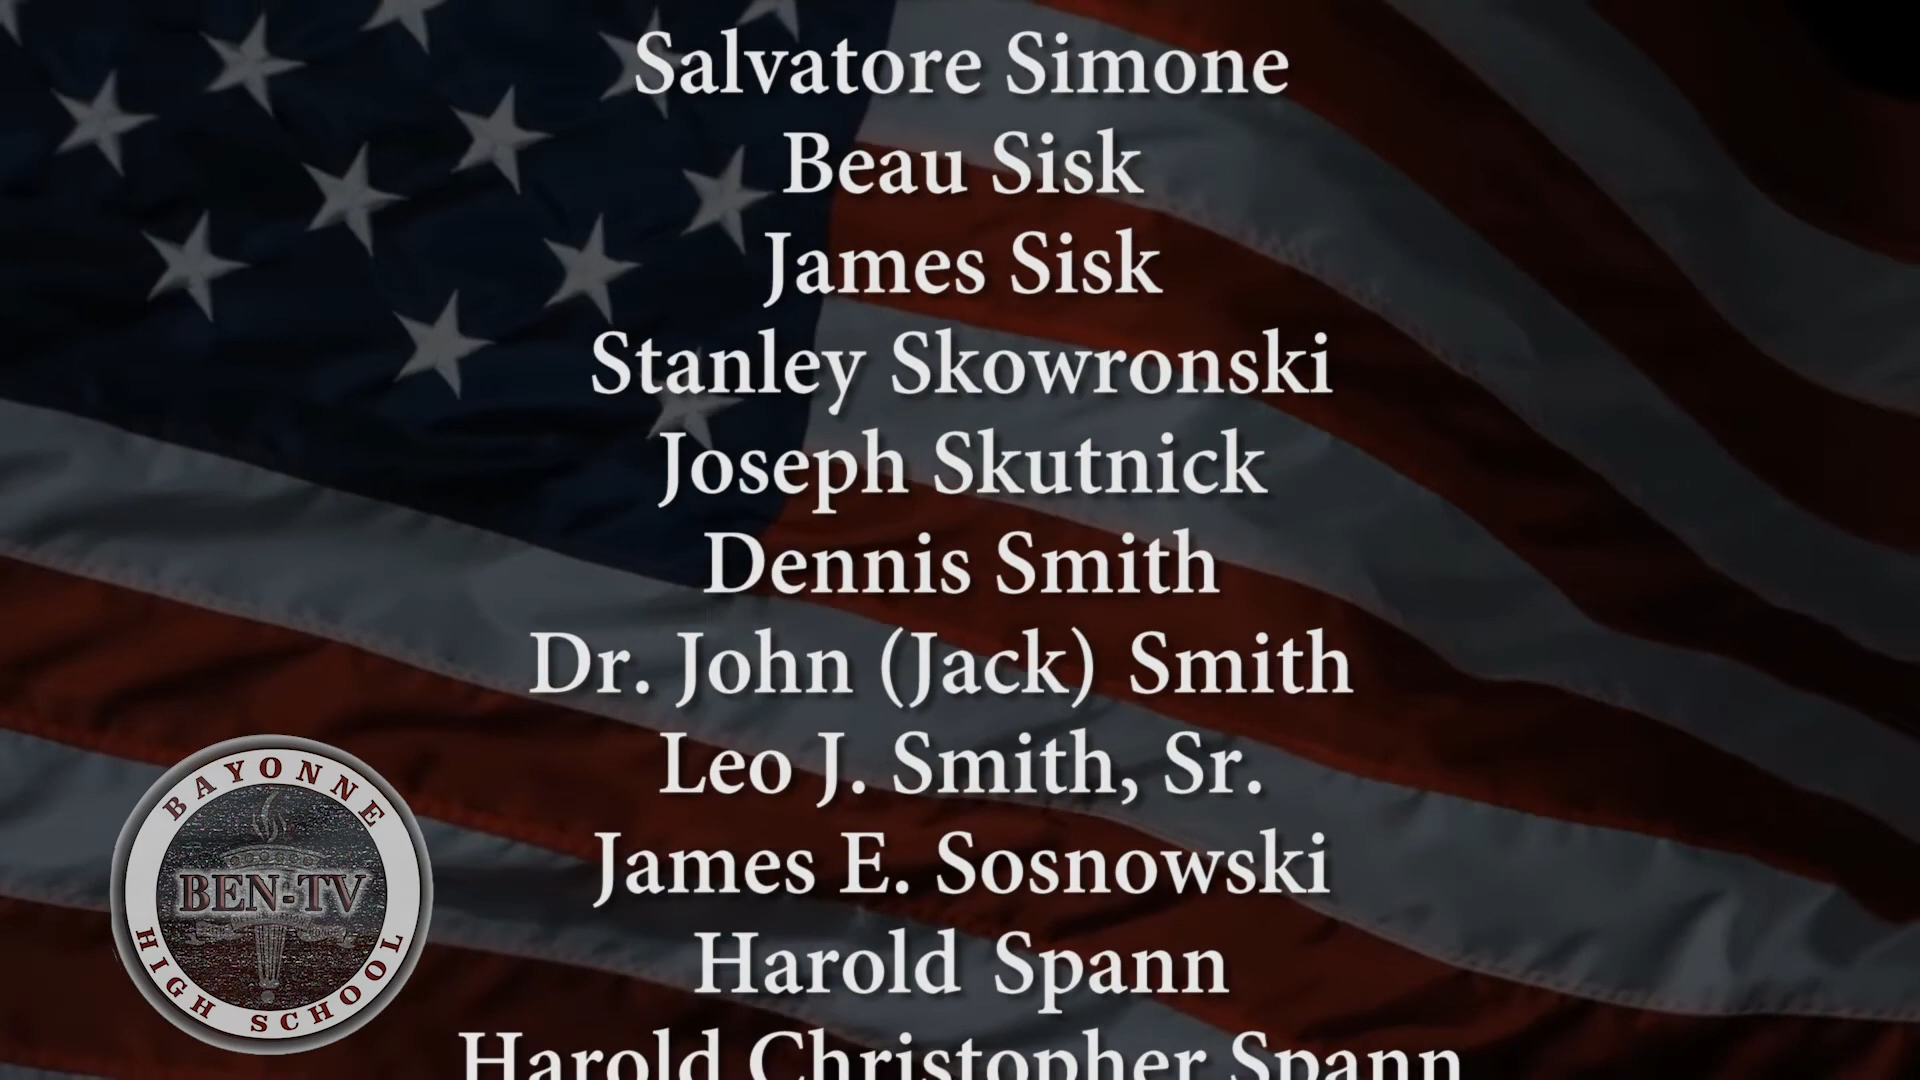 Salvatore Simone
Beau Sisk
James Sisk
Stanley Skowronski
Joseph Skutnick
Dennis Smith
Dr. John (Jack) Smith
Leo J. Smith, Sr.
James E. Sosnowski
Harold Spann
Harold Christopher Spann
BAYONNE
BEN-TV
HIGH SCHOOL